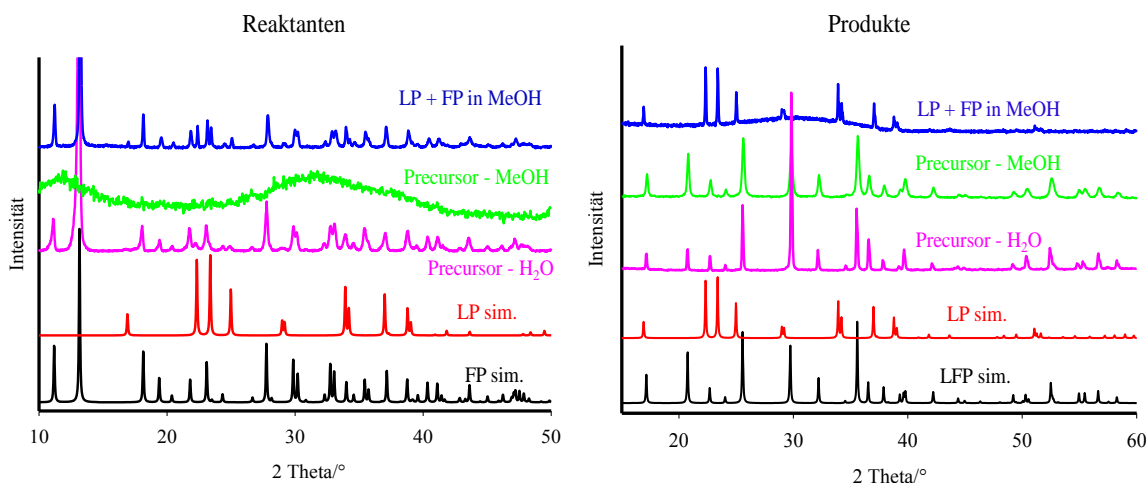 Reaktanten
Intensität
LP + FP in MeOH
Precursor - MeOH
Precursor - H₂O
LP sim.
FP sim.
10 20 30 40 50
2 Theta/°
Produkte
Intensität
LP + FP in MeOH
Precursor - MeOH
Precursor - H₂O
LP sim.
LFP sim.
20 30 40 50 60
2 Theta/°